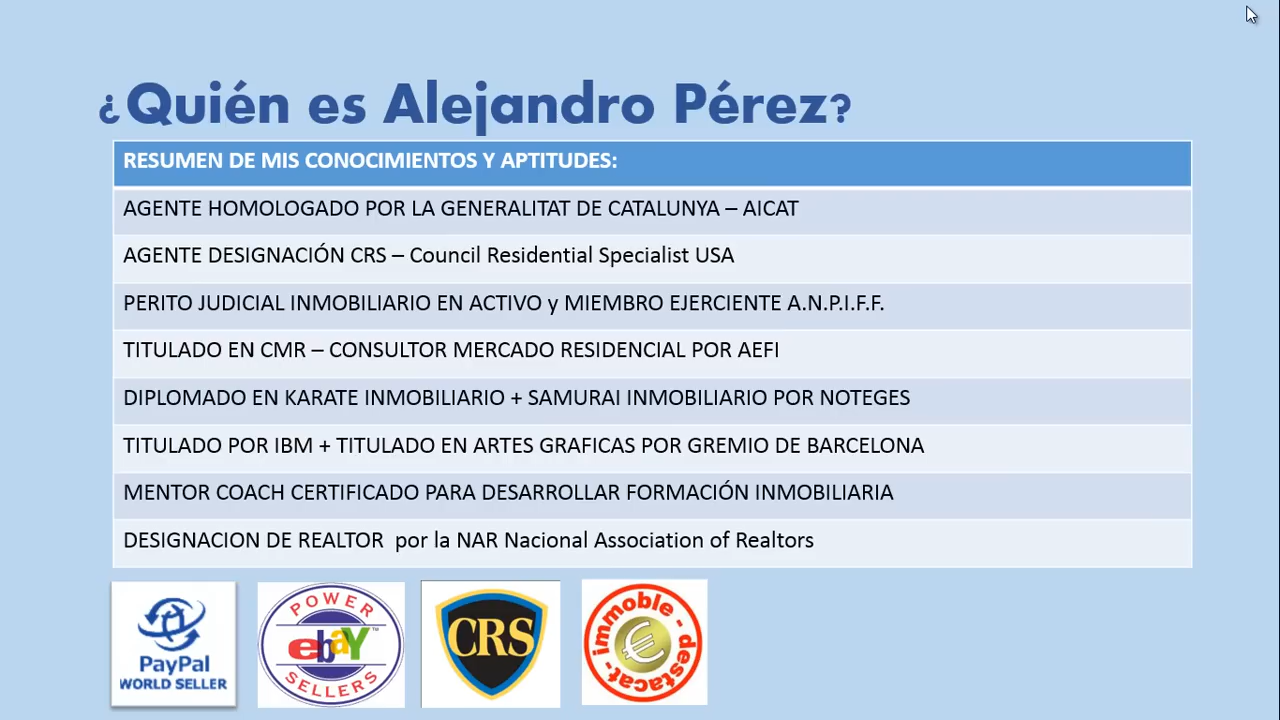 ¿Quién es Alejandro Pérez?
RESUMEN DE MIS CONOCIMIENTOS Y APTITUDES:
AGENTE HOMOLOGADO POR LA GENERALITAT DE CATALUNYA – AICAT
AGENTE DESIGNACIÓN CRS – Council Residential Specialist USA
PERITO JUDICIAL INMOBILIARIO EN ACTIVO y MIEMBRO EJERCIENTE A.N.P.I.F.F.
TITULADO EN CMR – CONSULTOR MERCADO RESIDENCIAL POR AEFI
DIPLOMADO EN KARATE INMOBILIARIO + SAMURAI INMOBILIARIO POR NOTEGES
TITULADO POR IBM + TITULADO EN ARTES GRAFICAS POR GREMIO DE BARCELONA
MENTOR COACH CERTIFICADO PARA DESARROLLAR FORMACIÓN INMOBILIARIA
DESIGNACION DE REALTOR por la NAR Nacional Association of Realtors
PayPal
WORLD SELLER
POWER
ebaY™
SELLERS
CRS
immoble - destacat -
€